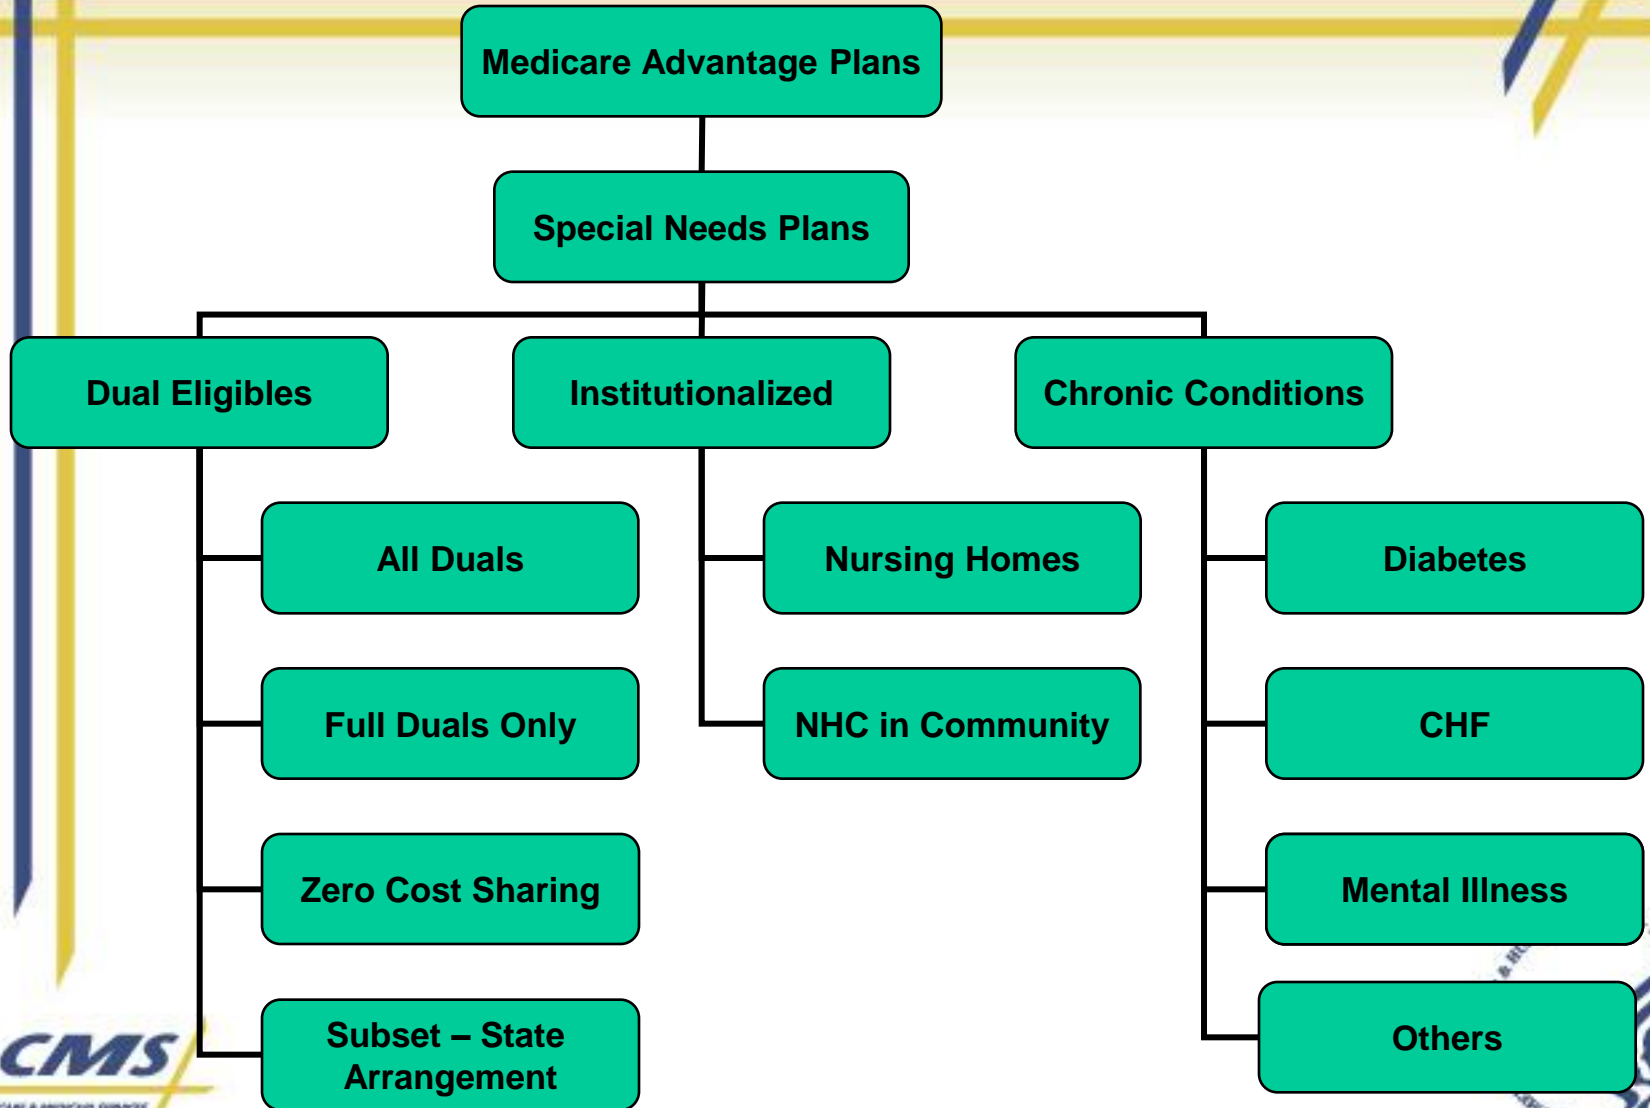 Medicare Advantage Plans
Special Needs Plans
Dual Eligibles
Institutionalized
Chronic Conditions
All Duals
Nursing Homes
Diabetes
Full Duals Only
NHC in Community
CHF
Zero Cost Sharing
Mental Illness
Subset – State
Arrangement
Others
CMS